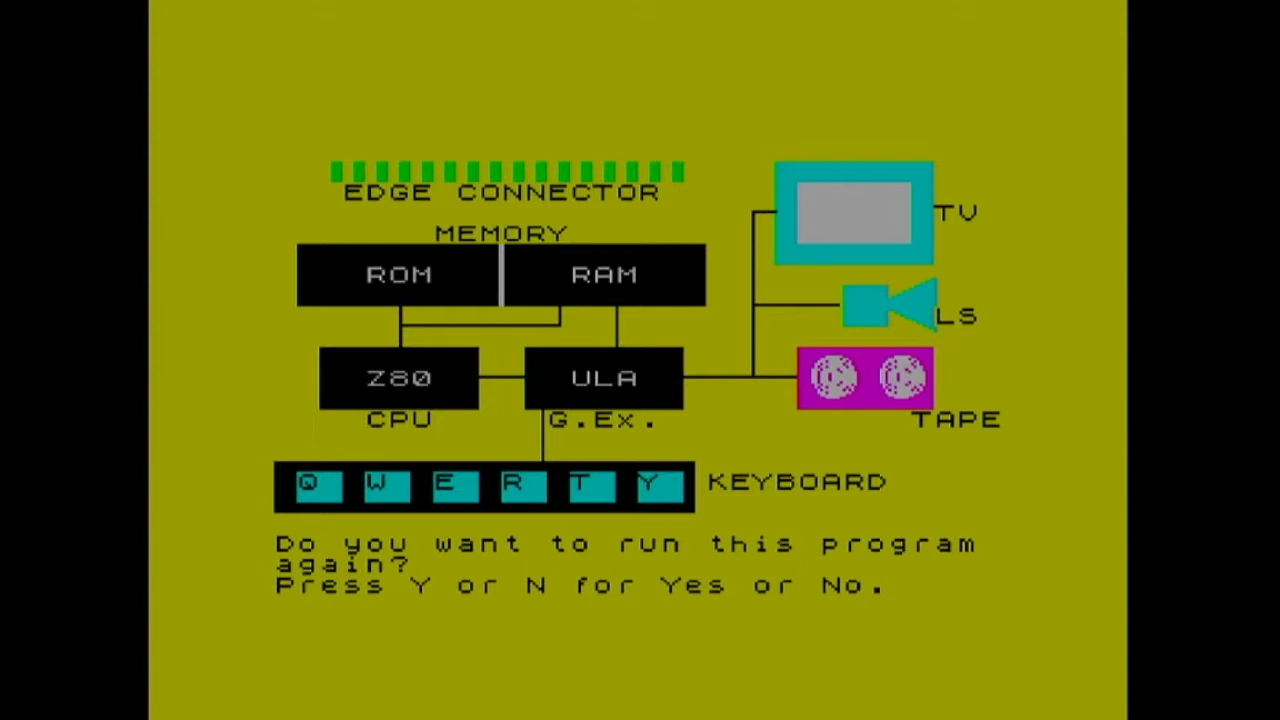 EDGE CONNECTOR
TV
MEMORY
ROM RAM
LS
Z80 ULA
CPU G.Ex. TAPE
Q W E R T Y KEYBOARD
Do you want to run this program
again?
Press Y or N for Yes or No.